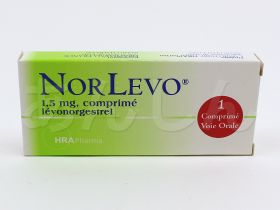 NORLEVO®
1,5 mg, comprimé
lévonorgestrel
1
Comprimé
Voie Orale
HRAPharma